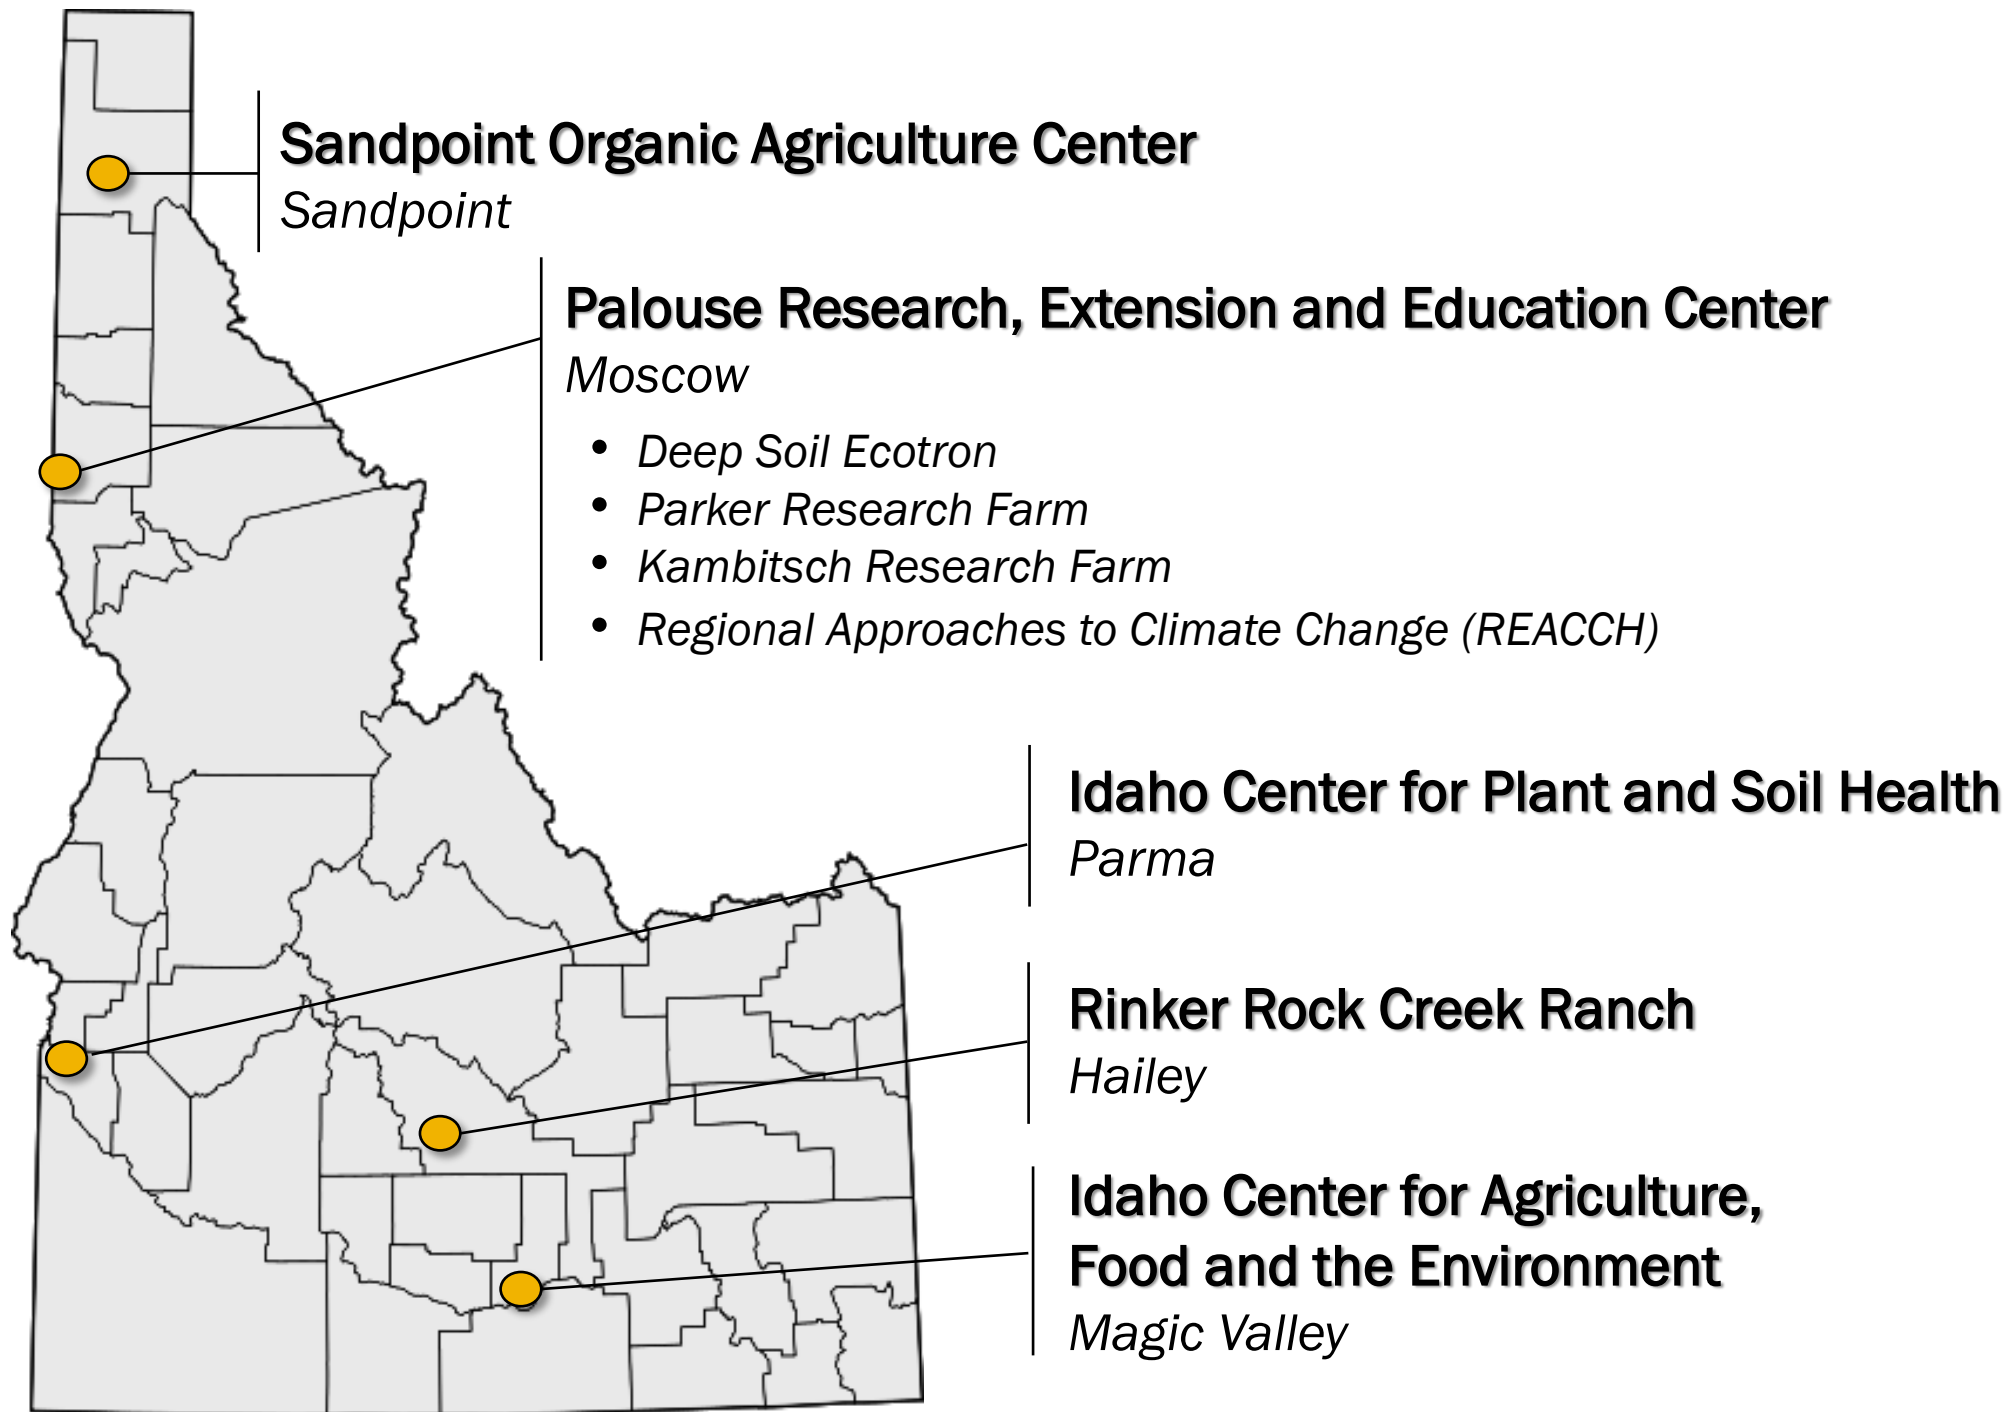 Sandpoint Organic Agriculture Center
Sandpoint
Palouse Research, Extension and Education Center
Moscow
• Deep Soil Ecotron
• Parker Research Farm
• Kambitsch Research Farm
• Regional Approaches to Climate Change (REACCH)
Idaho Center for Plant and Soil Health
Parma
Rinker Rock Creek Ranch
Hailey
Idaho Center for Agriculture,
Food and the Environment
Magic Valley